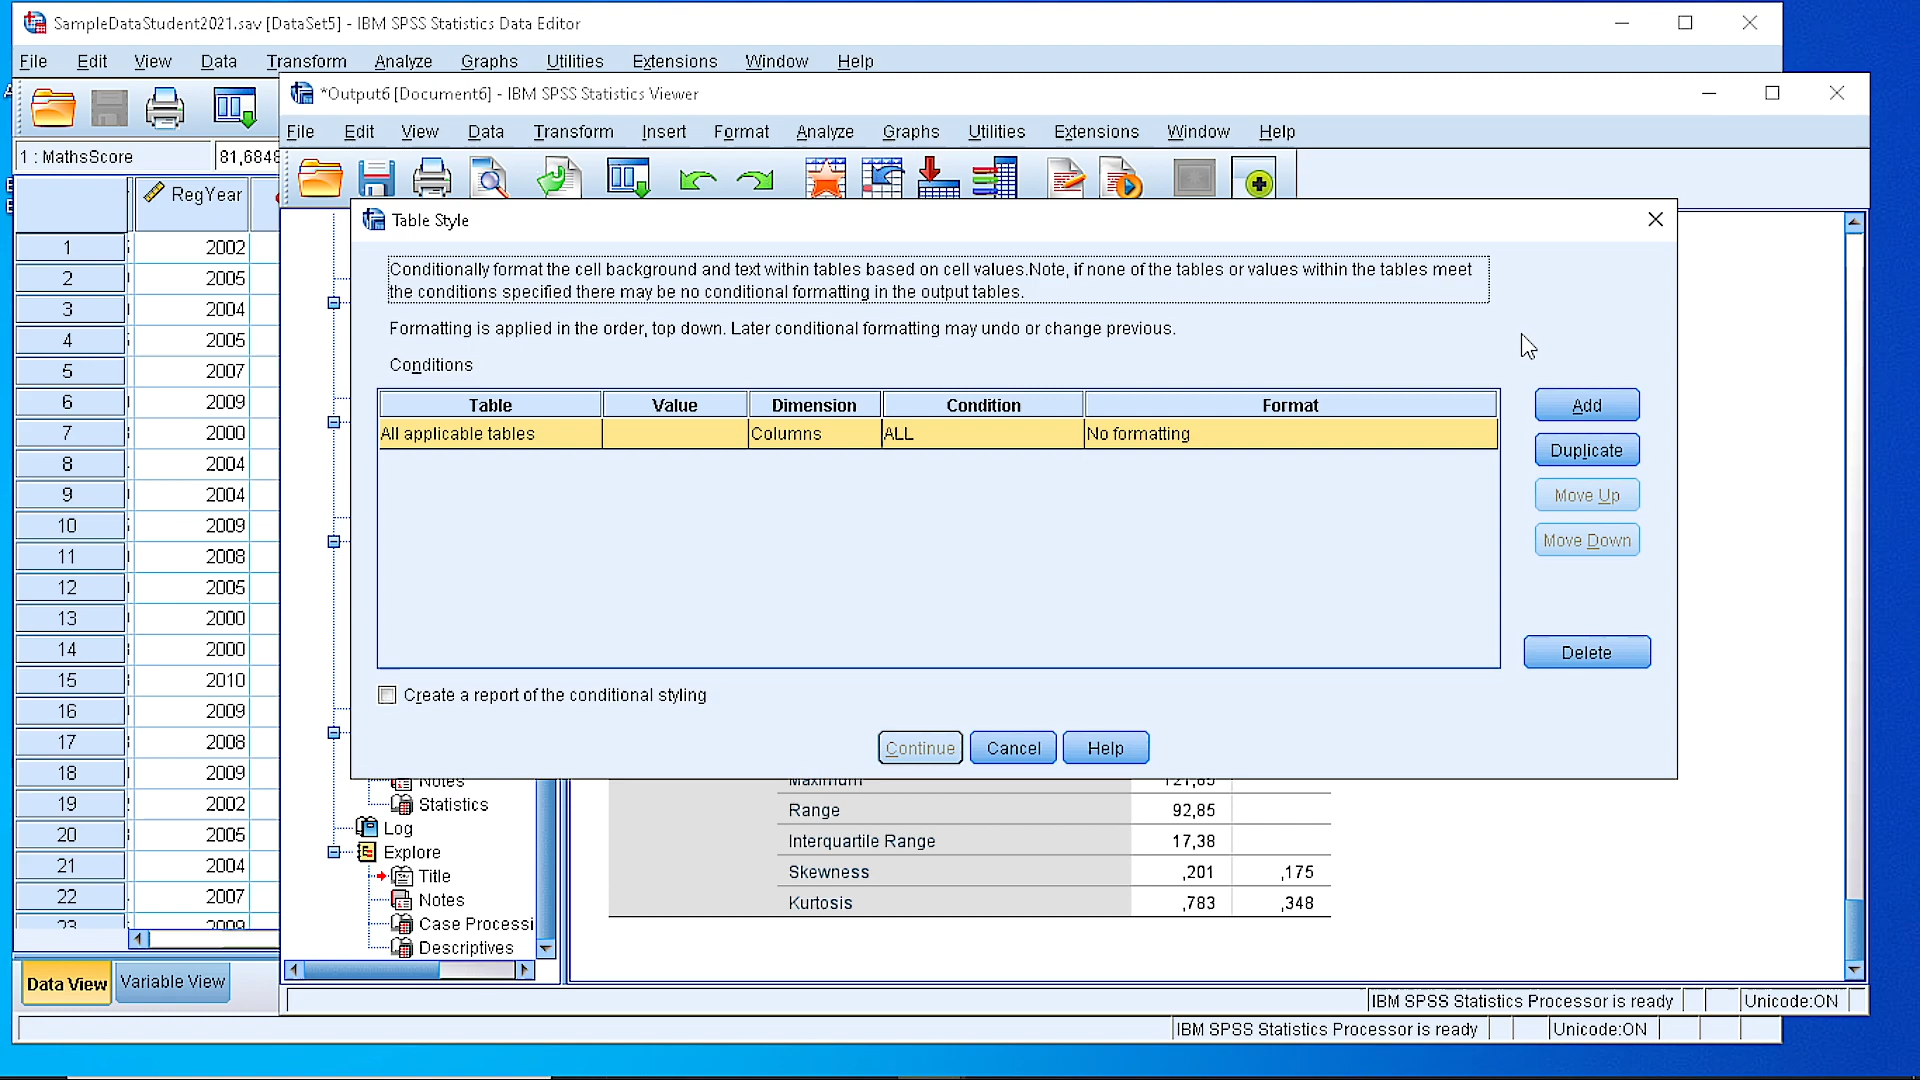 SampleDataStudent2021.sav [DataSet5] - IBM SPSS Statistics Data Editor
File Edit View Data Transform Analyze Graphs Utilities Extensions Window Help
*Output6 [Document6] - IBM SPSS Statistics Viewer
File Edit View Data Transform Insert Format Analyze Graphs Utilities Extensions Window Help
1 : MathsScore 81,6848
RegYear
1 2002
2 2005
3 2004
4 2005
5 2007
6 2009
7 2000
8 2004
9 2004
10 2009
11 2008
12 2005
13 2000
14 2000
15 2010
16 2009
17 2008
18 2009
19 2002
20 2005
21 2004
22 2007
23 2009
Table Style
Conditionally format the cell background and text within tables based on cell values.Note, if none of the tables or values within the tables meet
the conditions specified there may be no conditional formatting in the output tables.
Formatting is applied in the order, top down. Later conditional formatting may undo or change previous.
Conditions
Table Value Dimension Condition Format
All applicable tables Columns ALL No formatting
Add
Duplicate
Move Up
Move Down
Delete
Create a report of the conditional styling
Continue Cancel Help
Notes
Statistics
Log
Explore
Title
Notes
Case Processi
Descriptives
Maximum 121,85
Range 92,85
Interquartile Range 17,38
Skewness ,201 ,175
Kurtosis ,783 ,348
Data View Variable View
IBM SPSS Statistics Processor is ready Unicode:ON
IBM SPSS Statistics Processor is ready Unicode:ON